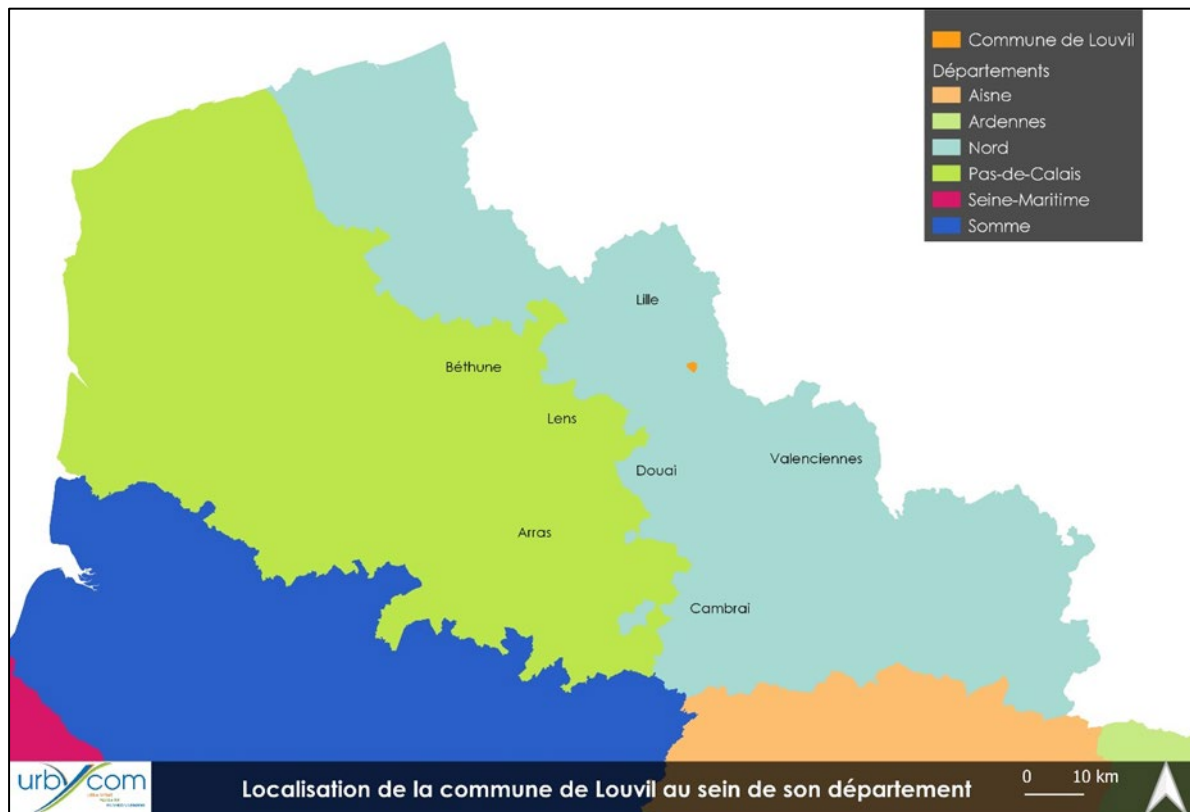 Commune de Louvil
Départements
Aisne
Ardennes
Nord
Pas-de-Calais
Seine-Maritime
Somme
Lille
Béthune
Lens
Douai
Valenciennes
Arras
Cambrai
urbycom
Localisation de la commune de Louvil au sein de son département
0 10 km